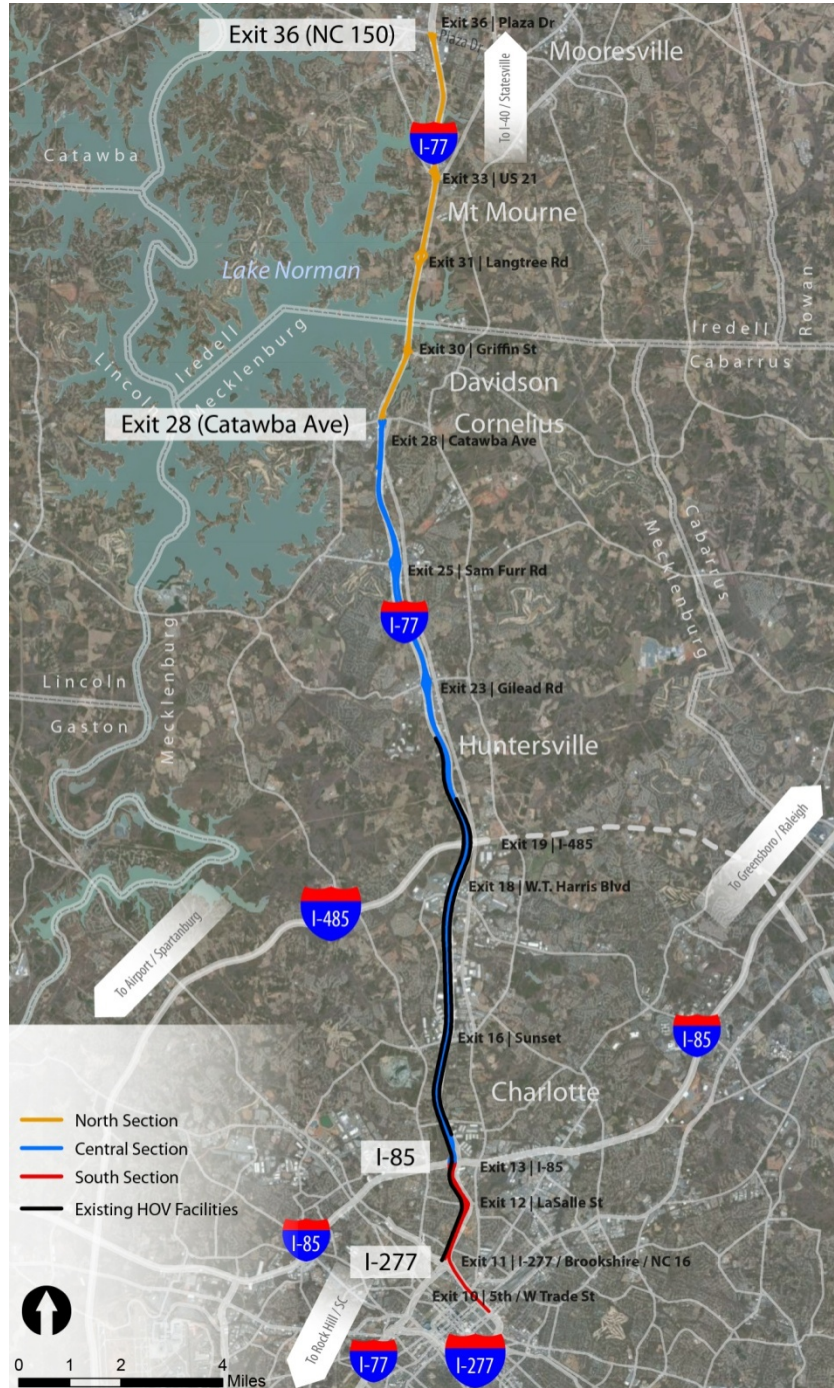 Exit 36 | Plaza Dr
Exit 36 (NC 150)
Plaza Dr
Mooresville
To I-40 / Statesville
I-77
Catawba
Exit 33 | US 21
Mt Mourne
Exit 31 | Langtree Rd
Lake Norman
Rowan
Iredell
Iredell
Lincoln
Mecklenburg
Cabarrus
Exit 30 | Griffin St
Davidson
Exit 28 (Catawba Ave)
Cornelius
Exit 28 | Catawba Ave
Cabarrus
Mecklenburg
Exit 25 | Sam Furr Rd
I-77
Mecklenburg
Lincoln
Gaston
Exit 23 | Gilead Rd
Huntersville
To Greensboro / Raleigh
Exit 19 | I-485
Exit 18 | W.T. Harris Blvd
I-485
To Airport / Spartanburg
Exit 16 | Sunset
I-85
Charlotte
North Section
Central Section
South Section
Existing HOV Facilities
I-85
Exit 13 | I-85
Exit 12 | LaSalle St
I-85
I-277
Exit 11 | I-277 / Brookshire / NC 16
Exit 10 | 5th / W Trade St
To Rock Hill / SC
I-77
I-277
0 1 2 4
Miles